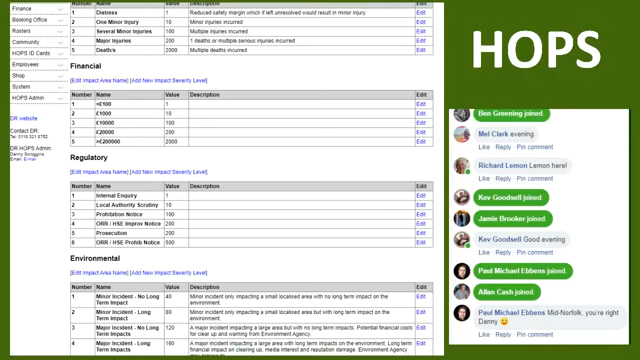 Finance
Booking Office
Rosters
Community
HOPS ID Cards
Employees
Shop
System
HOPS Admin
DR website
Contact DR:
DR HOPS Admin:
Danny Scroggins
E-mail: E-mail
Number Name Value Description Edit
1 Distress 1 Reduced safety margin which if left unresolved would result in minor injury Edit
2 One Minor Injury 10 Minor injuries incurred Edit
3 Several Minor Injuries 100 Multiple injuries incurred Edit
4 Major Injuries 200 1 deaths or multiple serious injuries incurred Edit
5 Death/s 2000 Multiple deaths incurred Edit
Financial
[Edit Impact Area Name] [Add New Impact Severity Level]
Number Name Value Description Edit
1 <£100 1 Edit
2 £1000 10 Edit
3 £10000 100 Edit
4 £20000 200 Edit
5 >£200000 2000 Edit
Regulatory
[Edit Impact Area Name] [Add New Impact Severity Level]
Number Name Value Description Edit
1 Internal Enquiry 1 Edit
2 Local Authority Scrutiny 10 Edit
3 Prohibition Notice 100 Edit
4 ORR / HSE Improv Notice 200 Edit
5 Prosecution 200 Edit
6 ORR / HSE Prohib Notice 500 Edit
Environmental
[Edit Impact Area Name] [Add New Impact Severity Level]
Number Name Value Description Edit
1 Minor Incident - No Long Term Impact 40 Minor incident only impacting a small localised area with no long term impact on the environment. Edit
2 Minor Incident - Long Term Impact 80 Minor incident only impacting a small localised area but with long term impact on the environment. Edit
3 Major Incident - No Long Term Impacts 120 A major incident impacting a large area but with no long term impacts. Potential financial costs for clear up and warning from Environment Agency. Edit
4 Major Incident - Long Term Impacts 160 A major incident impacting a large area with long term impacts on the environment. Long term financial impact on clearing up. media interest and reputation damage. Environment Agency Edit
HOPS
Ben Greening joined.
Mel Clark evening
Like Reply Pin comment
Richard Lemon Lemon here!
Like Reply Pin comment
Kev Goodsell joined.
Jamie Brooker joined.
Kev Goodsell Good evening
Like Reply Pin comment
Paul Michael Ebbens joined.
Allan Cash joined.
Paul Michael Ebbens Mid-Norfolk, you're right
Danny 😉
Like Reply Pin comment